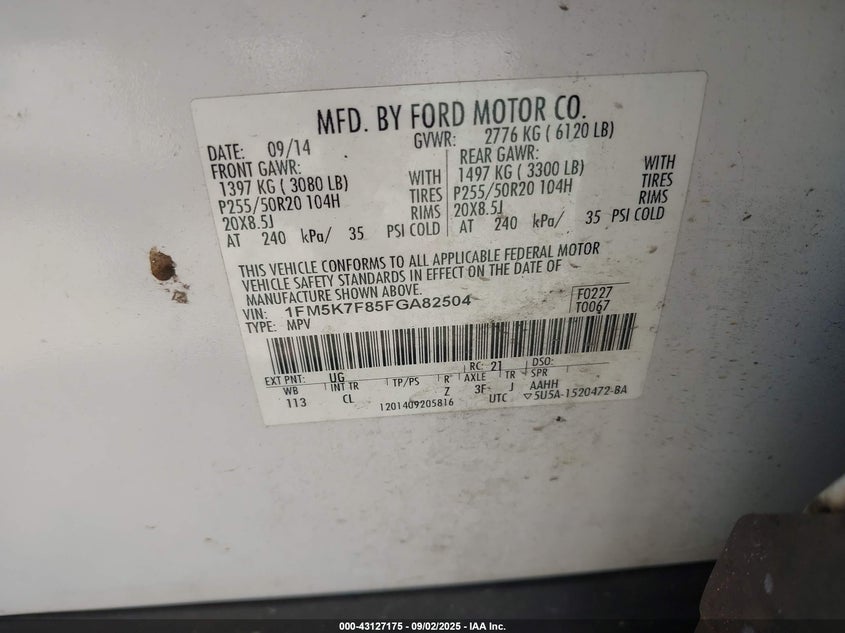 MFD. BY FORD MOTOR CO.
DATE: 09/14 GVWR: 2776 KG ( 6120 LB)
FRONT GAWR: REAR GAWR:
1397 KG ( 3080 LB) WITH 1497 KG ( 3300 LB) WITH
P255/50R20 104H TIRES P255/50R20 104H TIRES
20X8.5J RIMS 20X8.5J RIMS
AT 240 kPa/ 35 PSI COLD AT 240 kPa/ 35 PSI COLD
THIS VEHICLE CONFORMS TO ALL APPLICABLE FEDERAL MOTOR
VEHICLE SAFETY STANDARDS IN EFFECT ON THE DATE OF
MANUFACTURE SHOWN ABOVE.
VIN: 1FM5K7F85FGA82504 F0227
TYPE: MPV T0067
EXT PNT: UG RC: 21 DSO:
WB INT TR TP/PS R AXLE TR SPR
113 CL Z 3F J AAHH
1201409205816 UTC ▽5U5A-1520472-BA
000-43127175 - 09/02/2025 - IAA Inc.